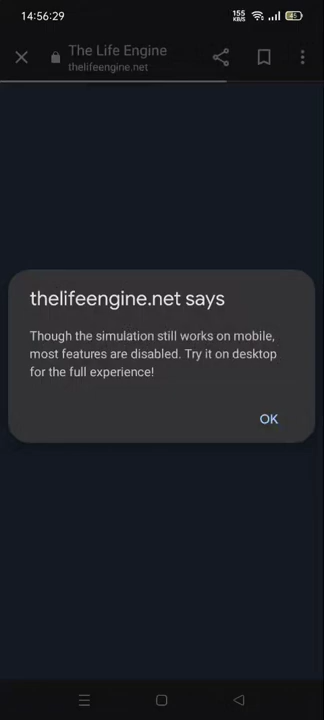 14:56:29
155
KB/S
45
The Life Engine
thelifeengine.net
thelifeengine.net says
Though the simulation still works on mobile,
most features are disabled. Try it on desktop
for the full experience!
OK